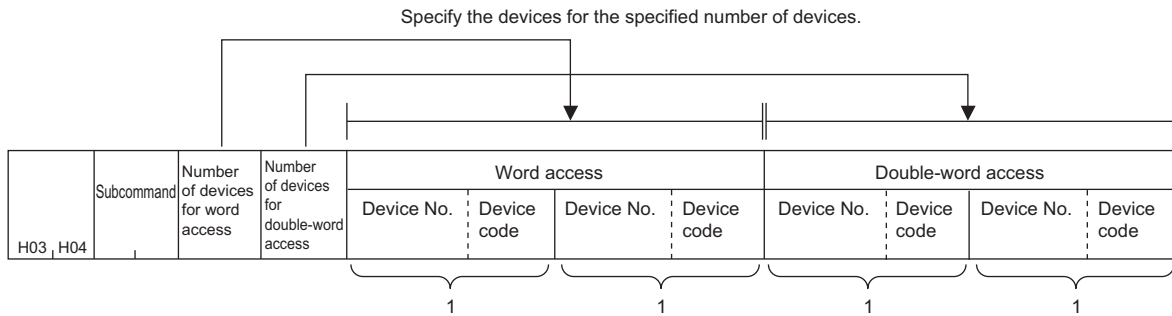 Specify the devices for the specified number of devices.
Subcommand
Number
of devices
for word
access
Number
of devices
for
double-word
access
Word access
Double-word access
Device No.
Device
code
Device No.
Device
code
Device No.
Device
code
Device No.
Device
code
H03 H04
1
1
1
1